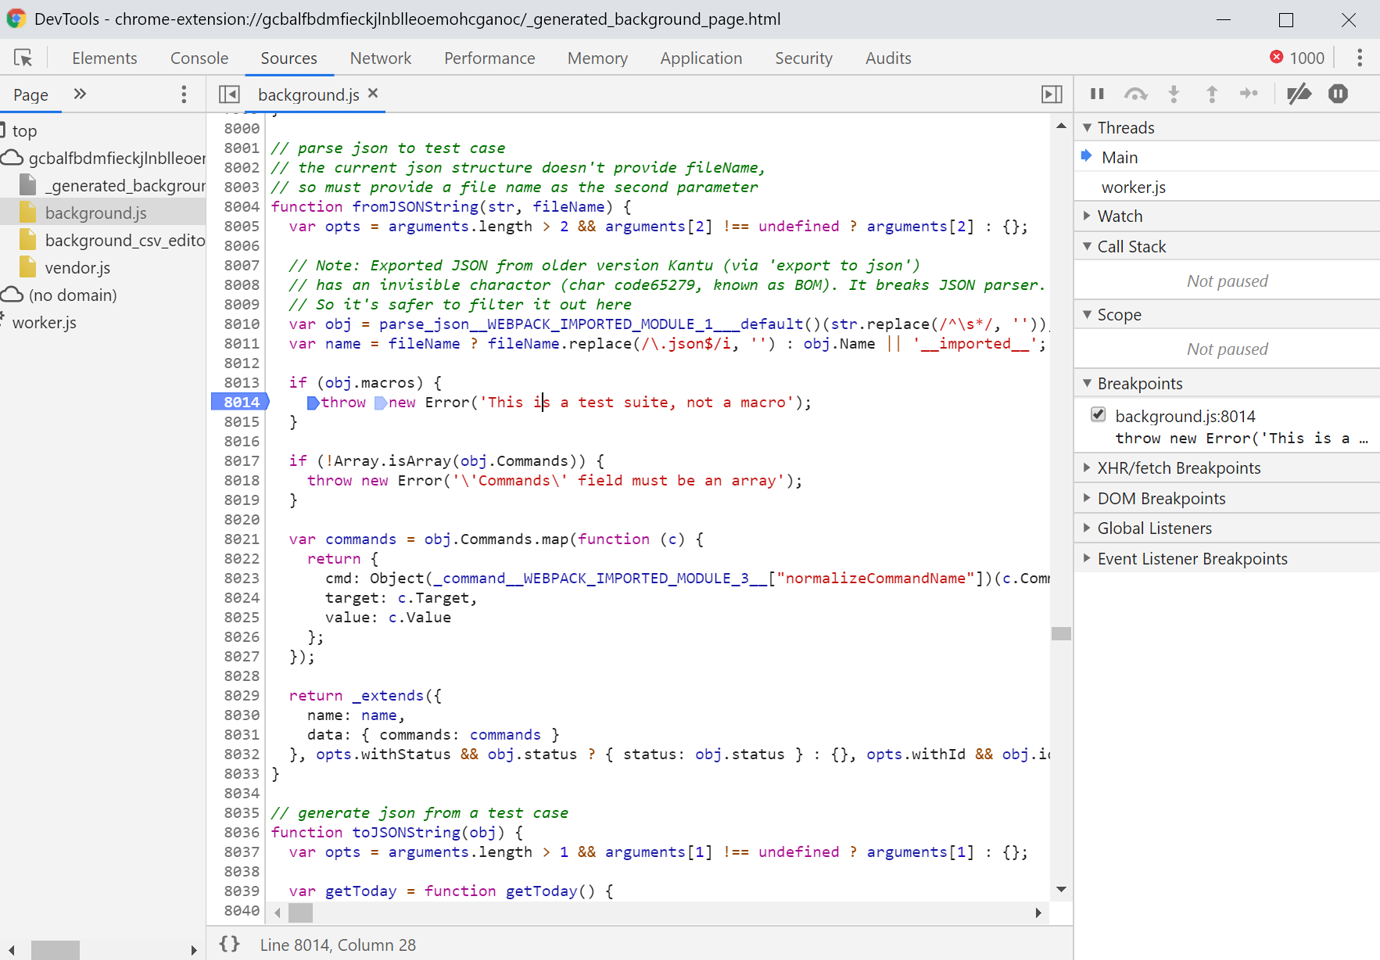 DevTools - chrome-extension://gcbalfbdmfieckjlnblleoemohcganoc/_generated_background_page.html
Elements Console Sources Network Performance Memory Application Security Audits 1000
Page
background.js
top
gcbalfbdmfieckjlnblleoer
_generated_backgrour
background.js
background_csv_edito
vendor.js
(no domain)
worker.js
8000
8001 // parse json to test case
8002 // the current json structure doesn't provide fileName,
8003 // so must provide a file name as the second parameter
8004 function fromJSONString(str, fileName) {
8005   var opts = arguments.length > 2 && arguments[2] !== undefined ? arguments[2] : {};
8006
8007   // Note: Exported JSON from older version Kantu (via 'export to json')
8008   // has an invisible charactor (char code65279, known as BOM). It breaks JSON parser.
8009   // So it's safer to filter it out here
8010   var obj = parse_json__WEBPACK_IMPORTED_MODULE_1___default()(str.replace(/^\s*/, ''));
8011   var name = fileName ? fileName.replace(/\.json$/i, '') : obj.Name || '__imported__';
8012
8013   if (obj.macros) {
8014     throw new Error('This is a test suite, not a macro');
8015   }
8016
8017   if (!Array.isArray(obj.Commands)) {
8018     throw new Error('\'Commands\' field must be an array');
8019   }
8020
8021   var commands = obj.Commands.map(function (c) {
8022     return {
8023       cmd: Object(_command__WEBPACK_IMPORTED_MODULE_3__["normalizeCommandName"])(c.Comm
8024       target: c.Target,
8025       value: c.Value
8026     };
8027   });
8028
8029   return _extends({
8030     name: name,
8031     data: { commands: commands }
8032   }, opts.withStatus && obj.status ? { status: obj.status } : {}, opts.withId && obj.id
8033 }
8034
8035 // generate json from a test case
8036 function toJSONString(obj) {
8037   var opts = arguments.length > 1 && arguments[1] !== undefined ? arguments[1] : {};
8038
8039   var getToday = function getToday() {
8040
{} Line 8014, Column 28
Threads
Main
worker.js
Watch
Call Stack
Not paused
Scope
Not paused
Breakpoints
background.js:8014
throw new Error('This is a …
XHR/fetch Breakpoints
DOM Breakpoints
Global Listeners
Event Listener Breakpoints